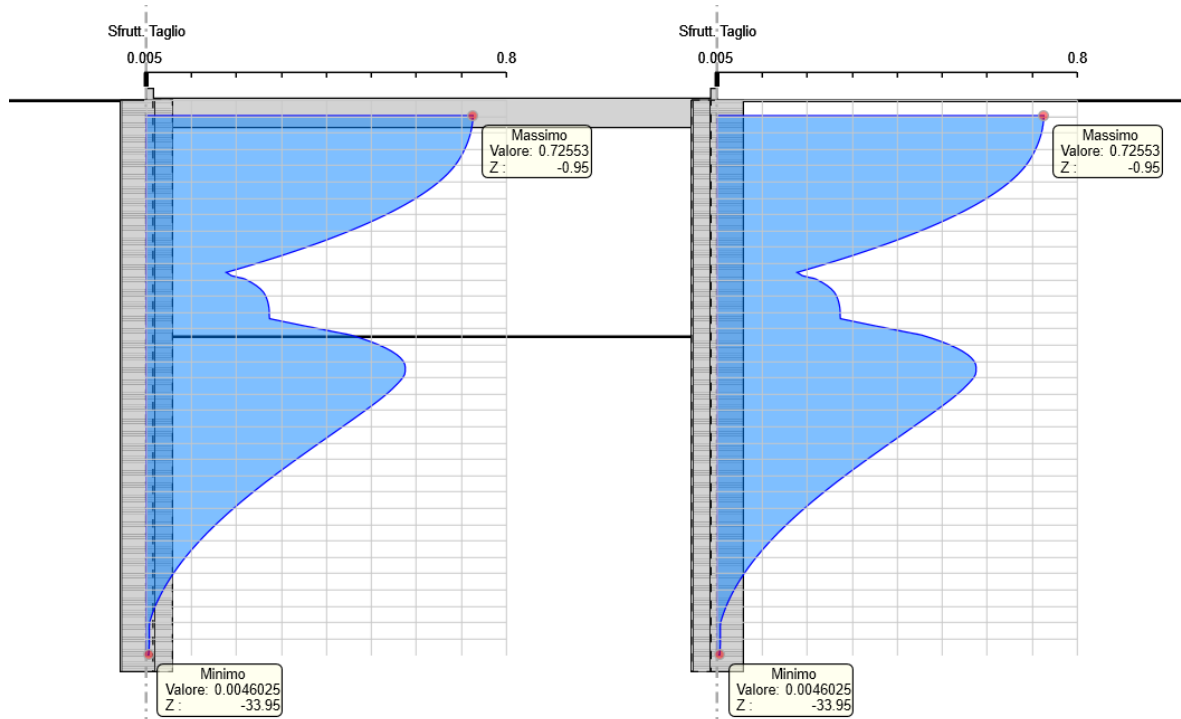 Sfrutt. Taglio
0.005 0.8
Massimo
Valore: 0.72553
Z : -0.95
Minimo
Valore: 0.0046025
Z : -33.95
Sfrutt. Taglio
0.005 0.8
Massimo
Valore: 0.72553
Z : -0.95
Minimo
Valore: 0.0046025
Z : -33.95